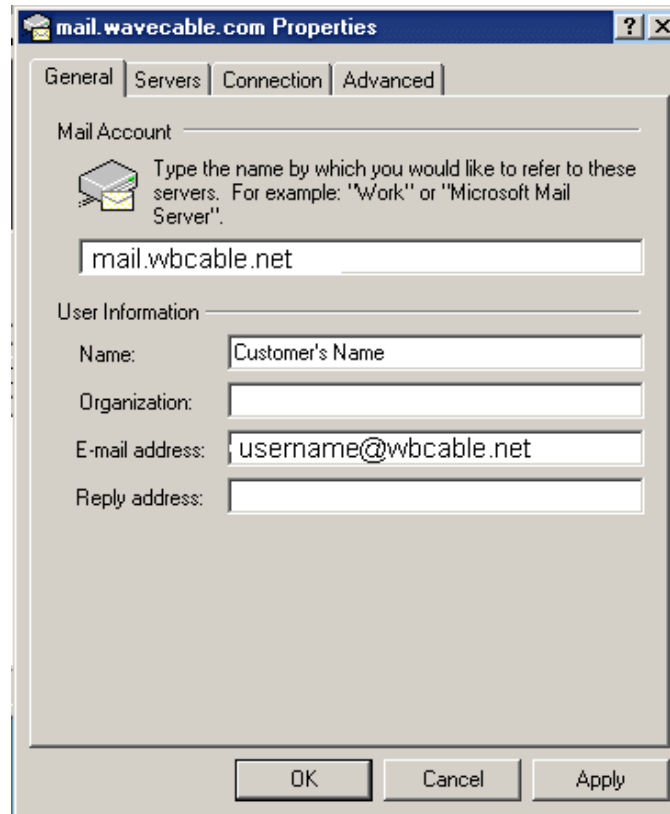 mail.wavecable.com Properties
General Servers Connection Advanced
Mail Account
Type the name by which you would like to refer to these
servers. For example: "Work" or "Microsoft Mail
Server".
mail.wbcable.net
User Information
Name: Customer's Name
Organization:
E-mail address: username@wbcable.net
Reply address:
OK Cancel Apply